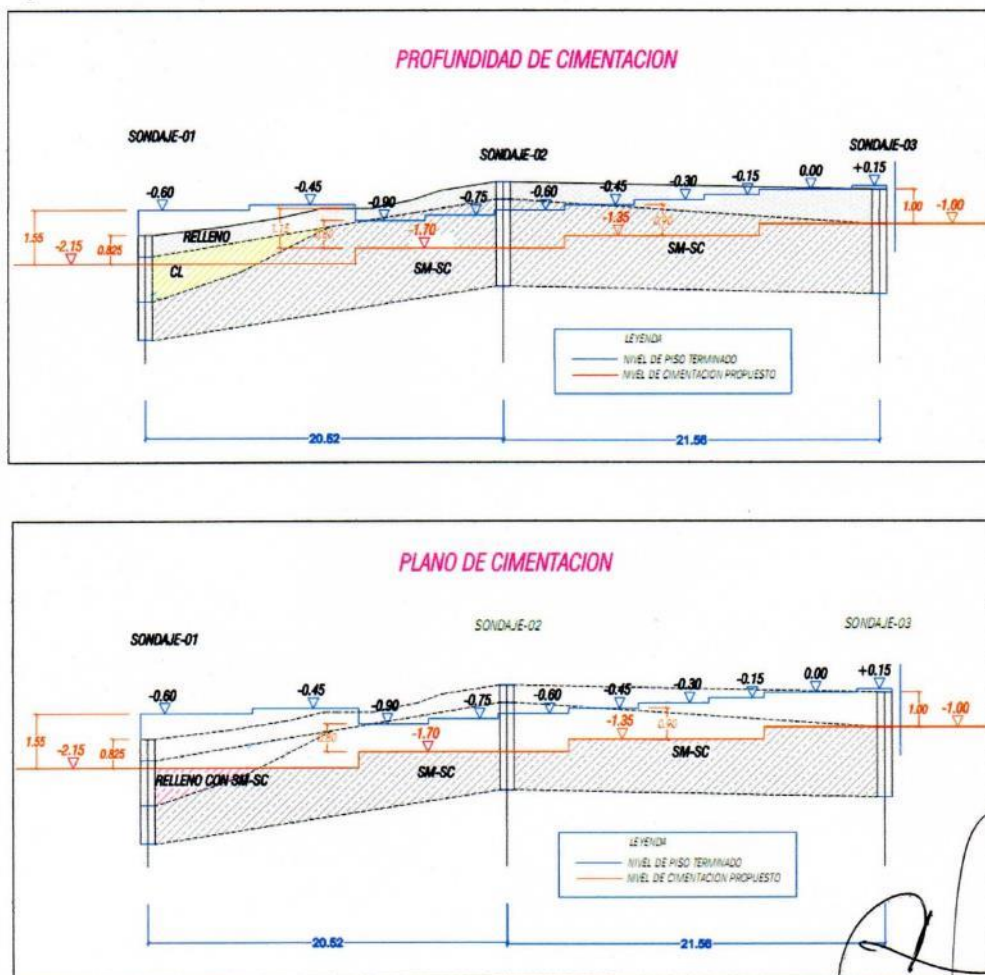 PROFUNDIDAD DE CIMENTACION
SONDAJE-01
SONDAJE-02
SONDAJE-03
-0.60
-0.45
-0.90
-0.75
-0.60
-0.45
-0.30
-0.15
0.00
+0.15
1.55
-2.15
0.825
RELLENO
CL
-1.70
SM-SC
-1.35
0.90
SM-SC
1.00
-1.00
LEYENDA
NIVEL DE PISO TERMINADO
NIVEL DE CIMENTACION PROPUESTO
20.52
21.56
PLANO DE CIMENTACION
SONDAJE-01
SONDAJE-02
SONDAJE-03
-0.60
-0.45
-0.90
-0.75
-0.60
-0.45
-0.30
-0.15
0.00
+0.15
1.55
-2.15
0.825
RELLENO CON SM-SC
-1.70
SM-SC
-1.35
0.90
SM-SC
1.00
-1.00
LEYENDA
NIVEL DE PISO TERMINADO
NIVEL DE CIMENTACION PROPUESTO
20.52
21.56